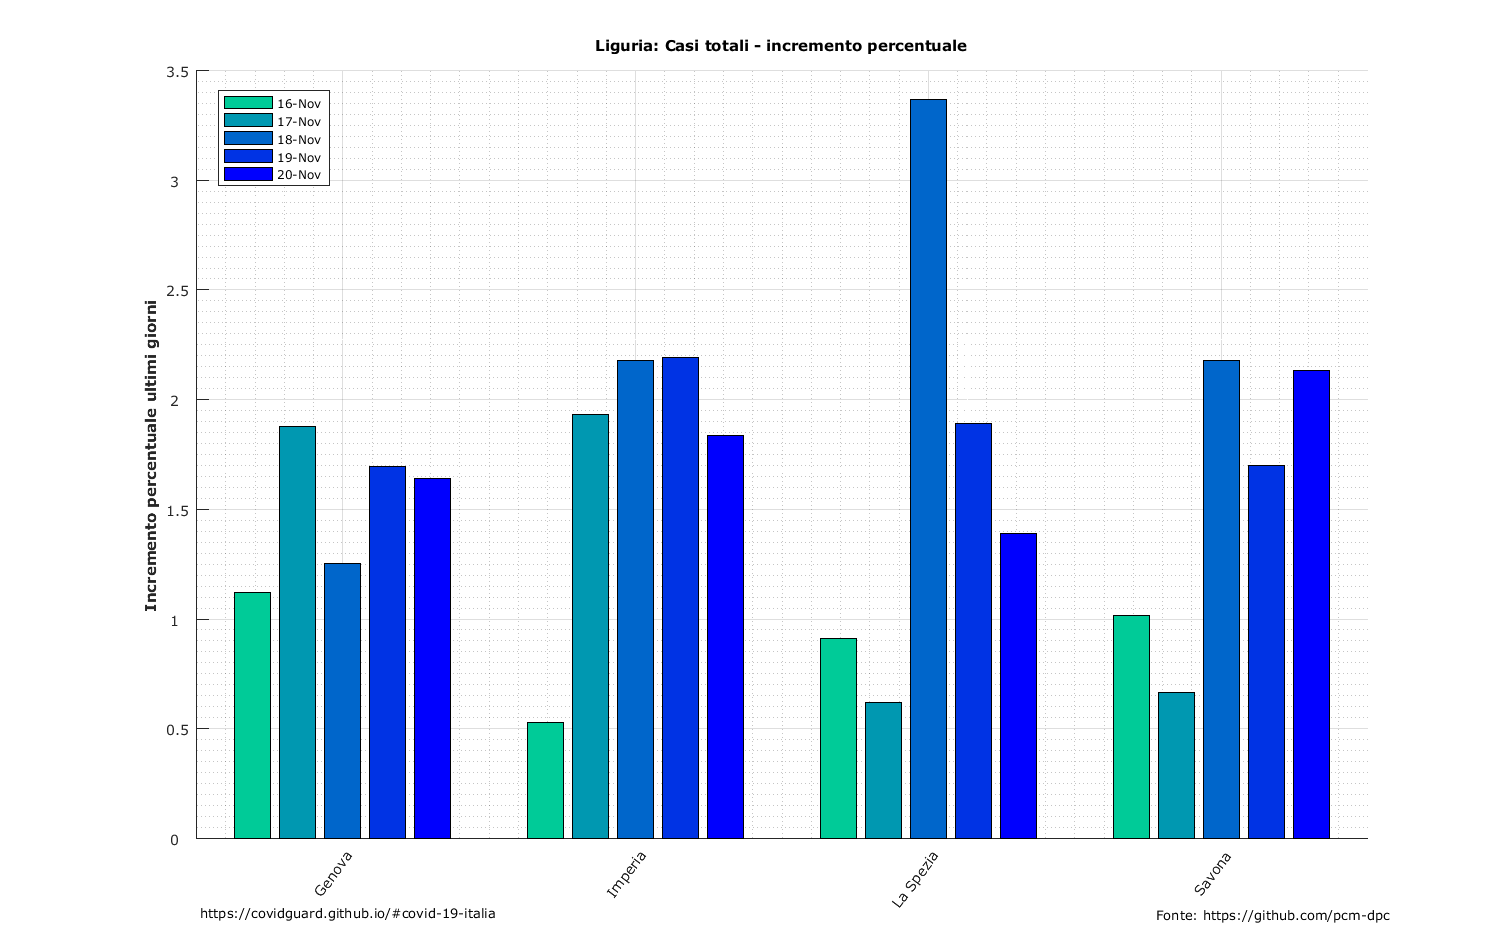 Liguria: Casi totali - incremento percentuale
3.5
3
2.5
2
1.5
1
0.5
0
Incremento percentuale ultimi giorni
16-Nov
17-Nov
18-Nov
19-Nov
20-Nov
Genova
Imperia
La Spezia
Savona
https://covidguard.github.io/#covid-19-italia
Fonte: https://github.com/pcm-dpc